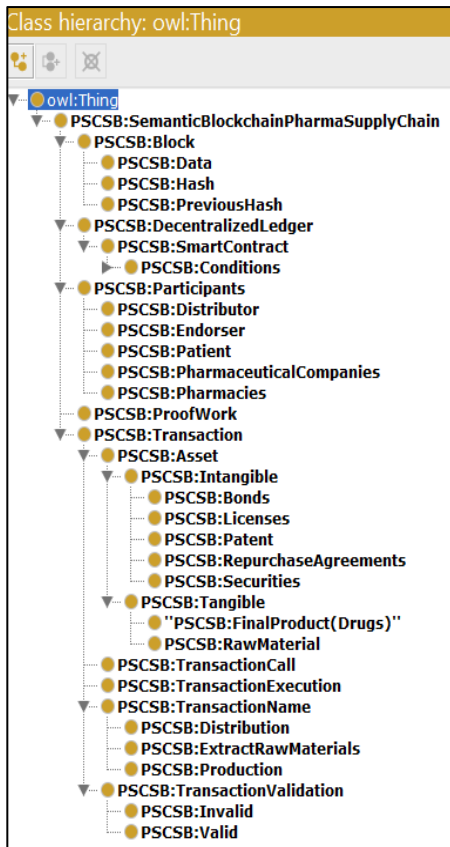 Class hierarchy: owl:Thing
owl:Thing
PSCSB:SemanticBlockchainPharmaSupplyChain
PSCSB:Block
PSCSB:Data
PSCSB:Hash
PSCSB:PreviousHash
PSCSB:DecentralizedLedger
PSCSB:SmartContract
PSCSB:Conditions
PSCSB:Participants
PSCSB:Distributor
PSCSB:Endorser
PSCSB:Patient
PSCSB:PharmaceuticalCompanies
PSCSB:Pharmacies
PSCSB:ProofWork
PSCSB:Transaction
PSCSB:Asset
PSCSB:Intangible
PSCSB:Bonds
PSCSB:Licenses
PSCSB:Patent
PSCSB:RepurchaseAgreements
PSCSB:Securities
PSCSB:Tangible
"PSCSB:FinalProduct(Drugs)"
PSCSB:RawMaterial
PSCSB:TransactionCall
PSCSB:TransactionExecution
PSCSB:TransactionName
PSCSB:Distribution
PSCSB:ExtractRawMaterials
PSCSB:Production
PSCSB:TransactionValidation
PSCSB:Invalid
PSCSB:Valid